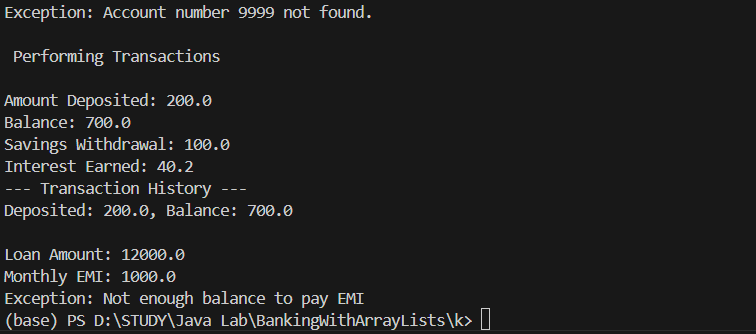 Exception: Account number 9999 not found.
Performing Transactions
Amount Deposited: 200.0
Balance: 700.0
Savings Withdrawal: 100.0
Interest Earned: 40.2
--- Transaction History ---
Deposited: 200.0, Balance: 700.0
Loan Amount: 12000.0
Monthly EMI: 1000.0
Exception: Not enough balance to pay EMI
(base) PS D:\STUDY\Java Lab\BankingWithArrayLists\k>